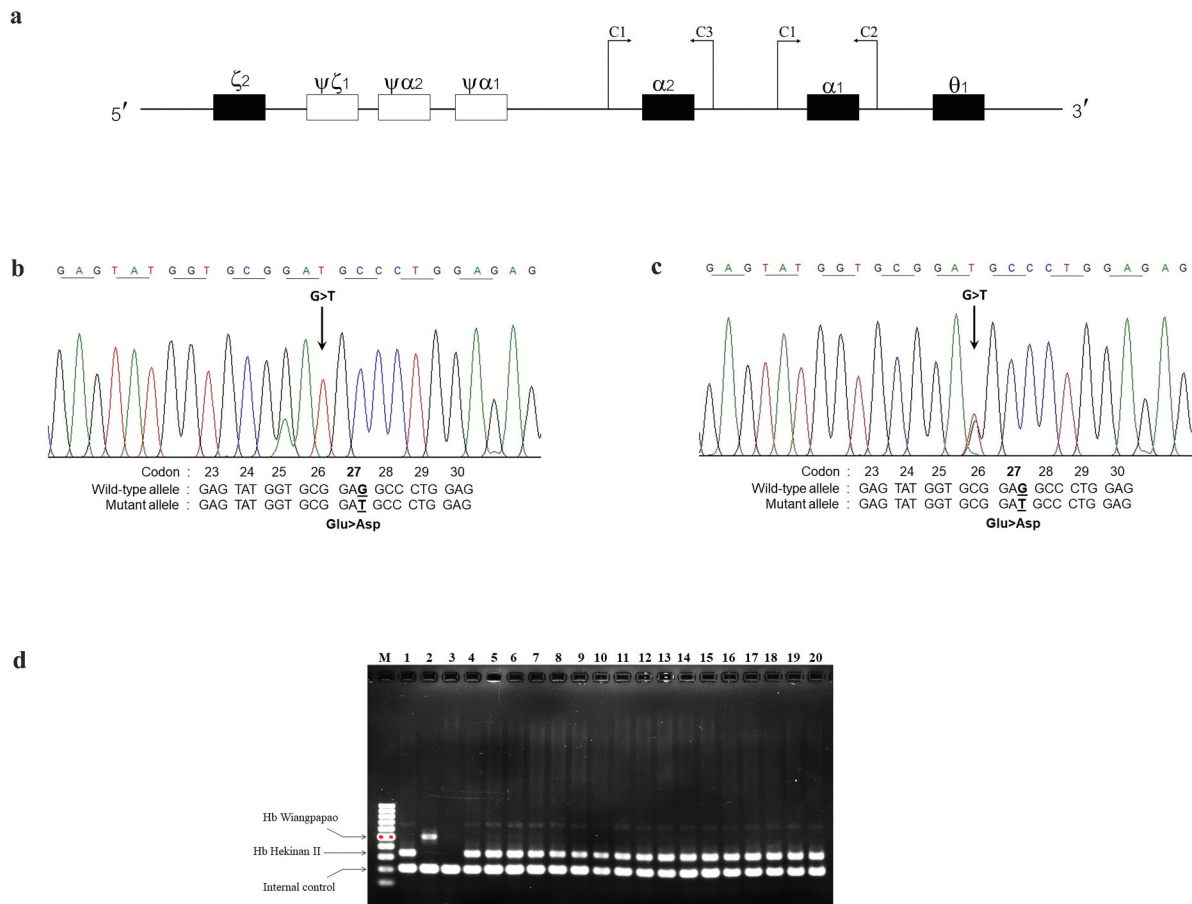 a
C1 C3 C1 C2
ζ2 ψζ1 ψα2 ψα1 α2 α1 θ1
5′ 3′
b
G A G T A T G G T G C G G A T G C C C T G G A G A G
G>T
Codon : 23 24 25 26 27 28 29 30
Wild-type allele : GAG TAT GGT GCG GAG GCC CTG GAG
Mutant allele : GAG TAT GGT GCG GAT GCC CTG GAG
Glu>Asp
c
G A G T A T G G T G C G G A T G C C C T G G A G A G
G>T
Codon : 23 24 25 26 27 28 29 30
Wild-type allele : GAG TAT GGT GCG GAG GCC CTG GAG
Mutant allele : GAG TAT GGT GCG GAT GCC CTG GAG
Glu>Asp
d
M 1 2 3 4 5 6 7 8 9 10 11 12 13 14 15 16 17 18 19 20
Hb Wiangpapao
Hb Hekinan II
Internal control